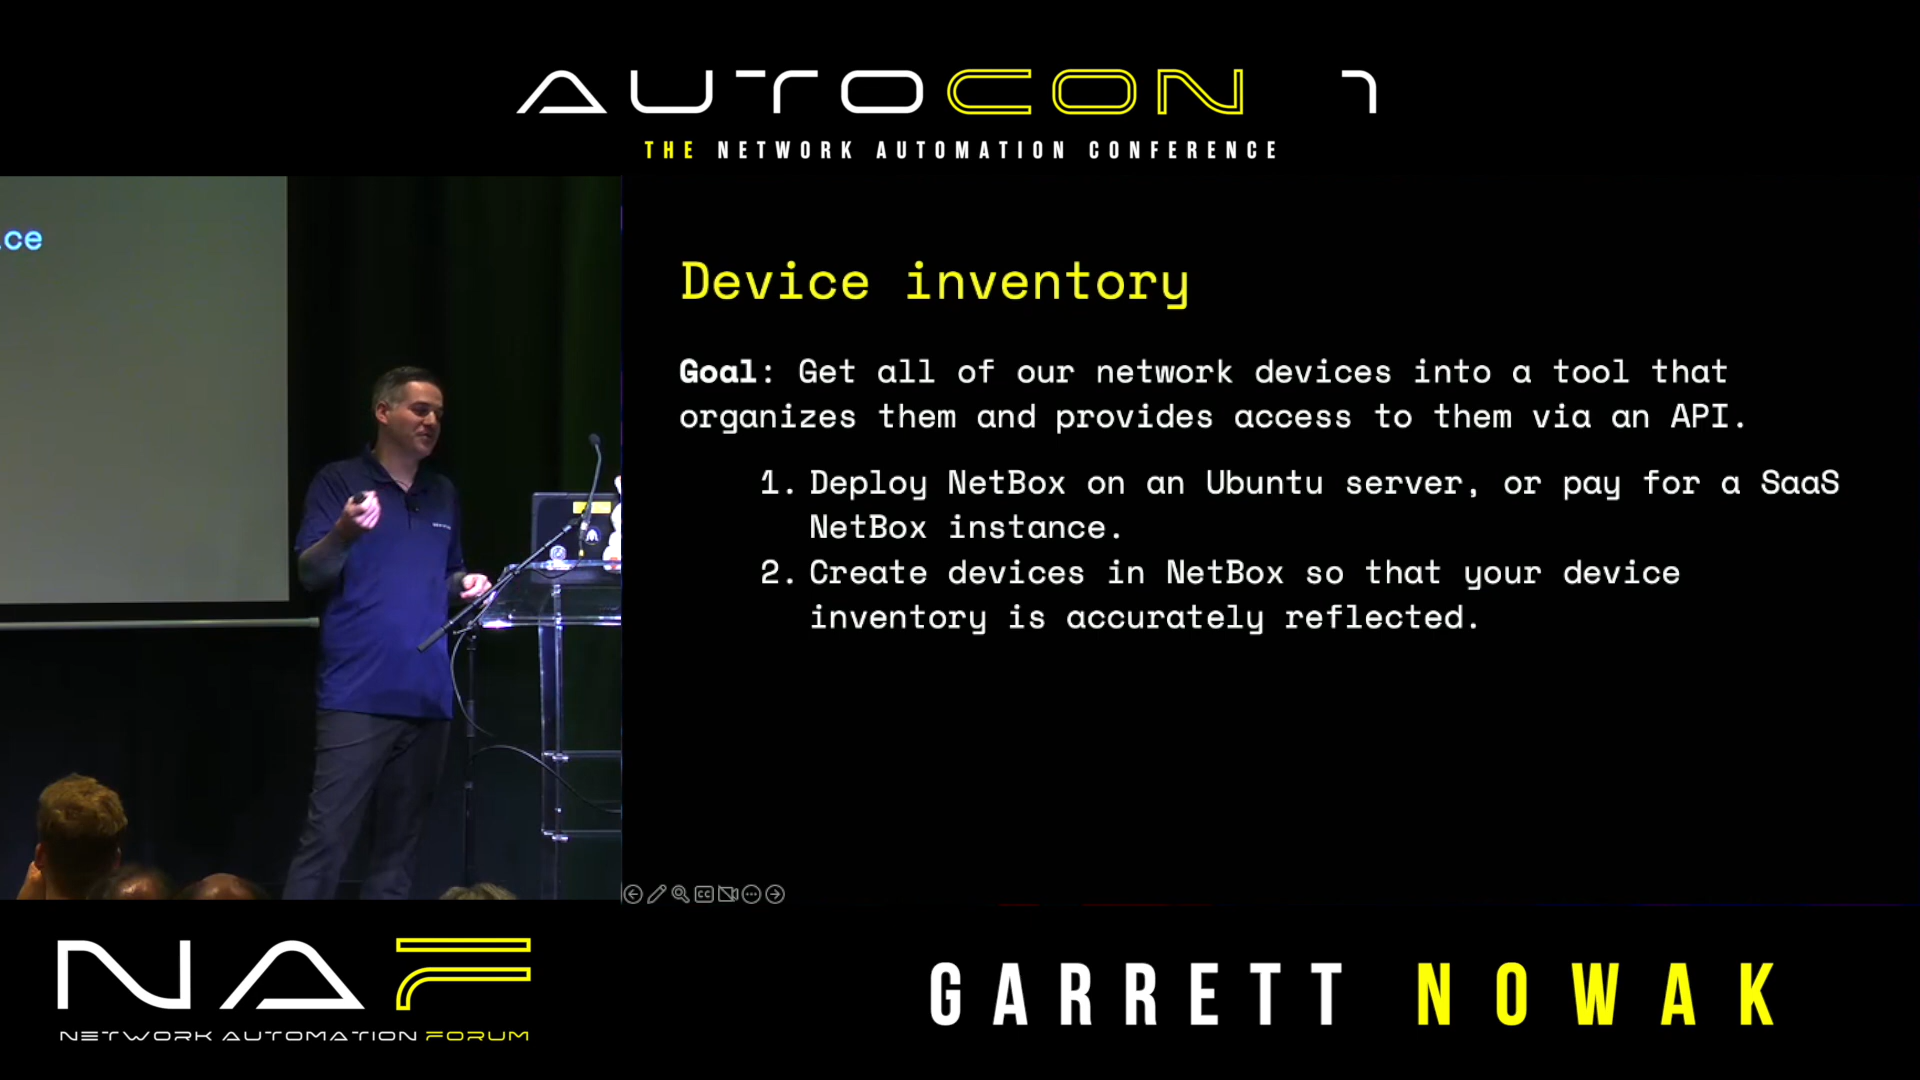 AUTOCON 1
THE NETWORK AUTOMATION CONFERENCE
ce
Device inventory
Goal: Get all of our network devices into a tool that
organizes them and provides access to them via an API.
1. Deploy NetBox on an Ubuntu server, or pay for a SaaS
NetBox instance.
2. Create devices in NetBox so that your device
inventory is accurately reflected.
CC
NAF
NETWORK AUTOMATION FORUM
GARRETT NOWAK